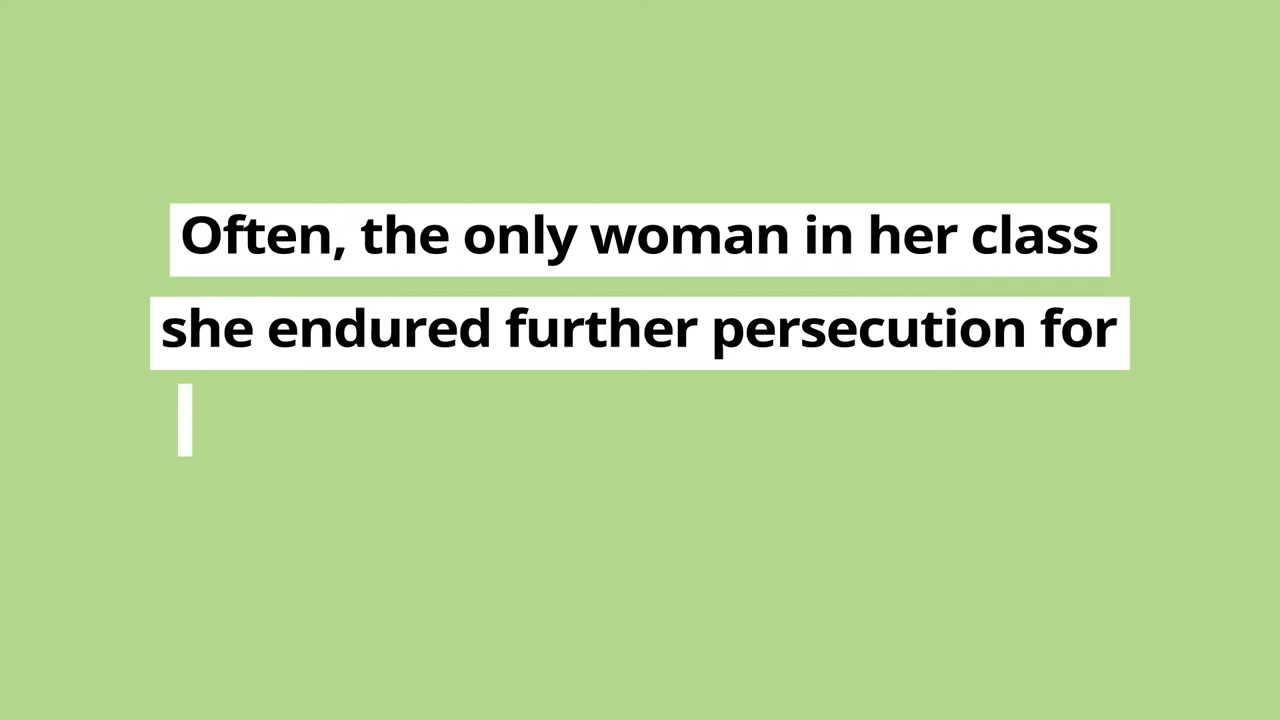 Often, the only woman in her class
she endured further persecution for